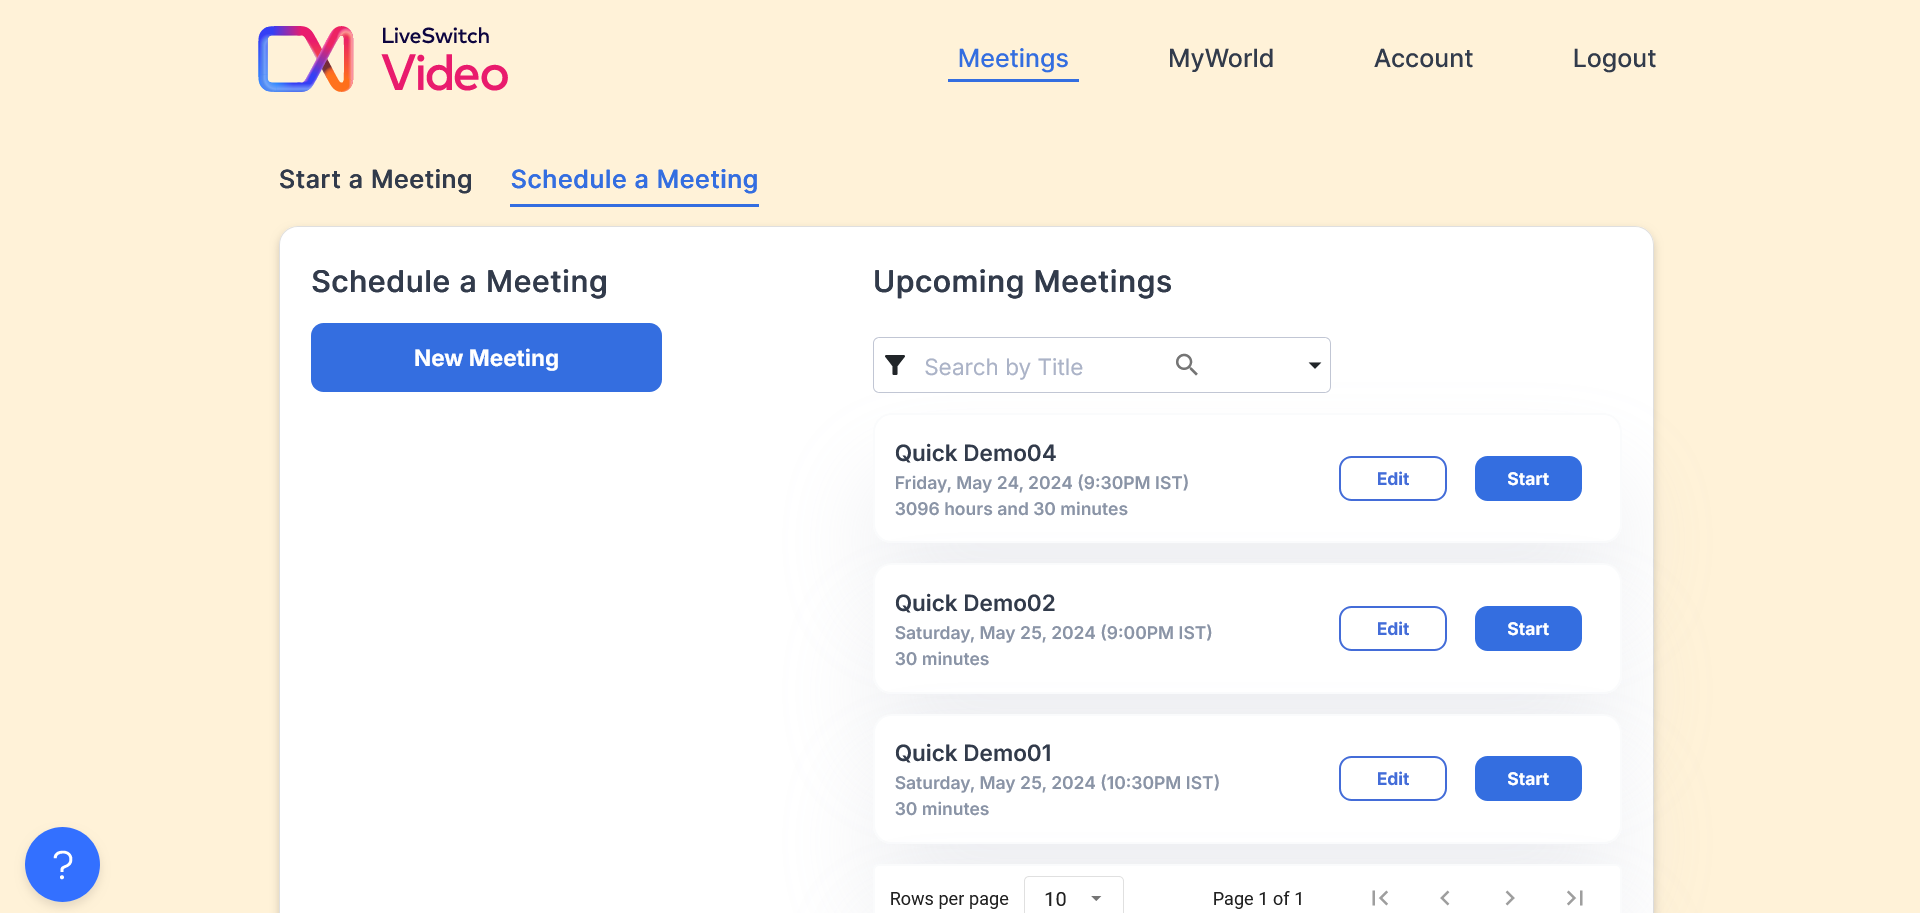 LiveSwitch
Video
Meetings
MyWorld
Account
Logout
Start a Meeting
Schedule a Meeting
Schedule a Meeting
New Meeting
Upcoming Meetings
Search by Title
Quick Demo04
Friday, May 24, 2024 (9:30PM IST)
3096 hours and 30 minutes
Edit
Start
Quick Demo02
Saturday, May 25, 2024 (9:00PM IST)
30 minutes
Edit
Start
Quick Demo01
Saturday, May 25, 2024 (10:30PM IST)
30 minutes
Edit
Start
?
Rows per page
10
Page 1 of 1